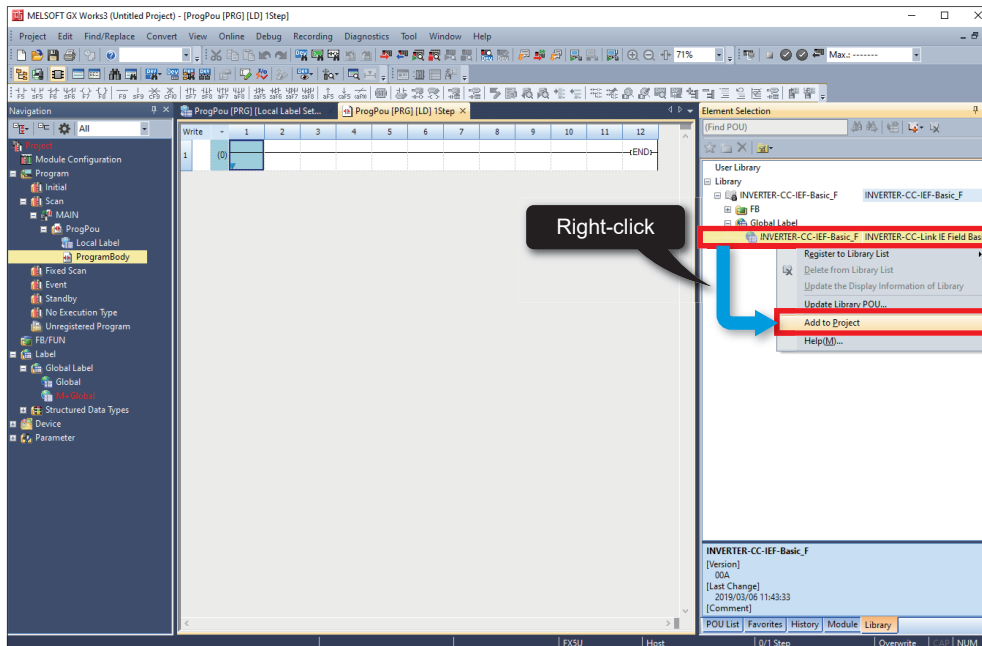 MELSOFT GX Works3 (Untitled Project) - [ProgPou [PRG] [LD] 1Step]
Project Edit Find/Replace Convert View Online Debug Recording Diagnostics Tool Window Help
71% Max.: -------
Navigation
ProgPou [PRG] [Local Label Set...
ProgPou [PRG] [LD] 1Step
Element Selection
All
Write 1 2 3 4 5 6 7 8 9 10 11 12
1 (0) (END)
(Find POU)
Project
Module Configuration
Program
Initial
Scan
MAIN
ProgPou
Local Label
ProgramBody
Fixed Scan
Event
Standby
No Execution Type
Unregistered Program
FB/FUN
Label
Global Label
Global
M+Global
Structured Data Types
Device
Parameter
Right-click
User Library
Library
INVERTER-CC-IEF-Basic_F INVERTER-CC-IEF-Basic_F
FB
Global Label
INVERTER-CC-IEF-Basic_F INVERTER-CC-Link IE Field Bas
Register to Library List
Delete from Library List
Update the Display Information of Library
Update Library POU...
Add to Project
Help(M)...
INVERTER-CC-IEF-Basic_F
[Version]
00A
[Last Change]
2019/03/06 11:43:33
[Comment]
POU List Favorites History Module Library
FX5U Host 0/1 Step Overwrite CAP NUM